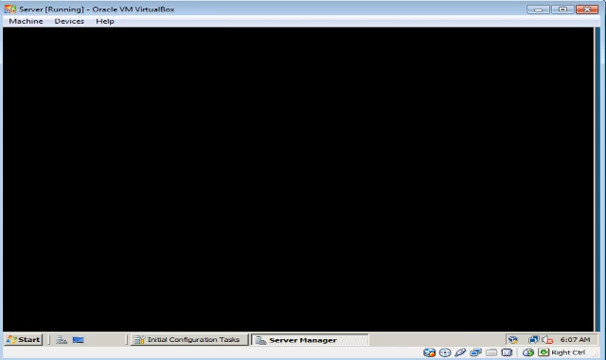 Server [Running] - Oracle VM VirtualBox
Machine Devices Help
Start Initial Configuration Tasks Server Manager 6:07 AM
Right Ctrl